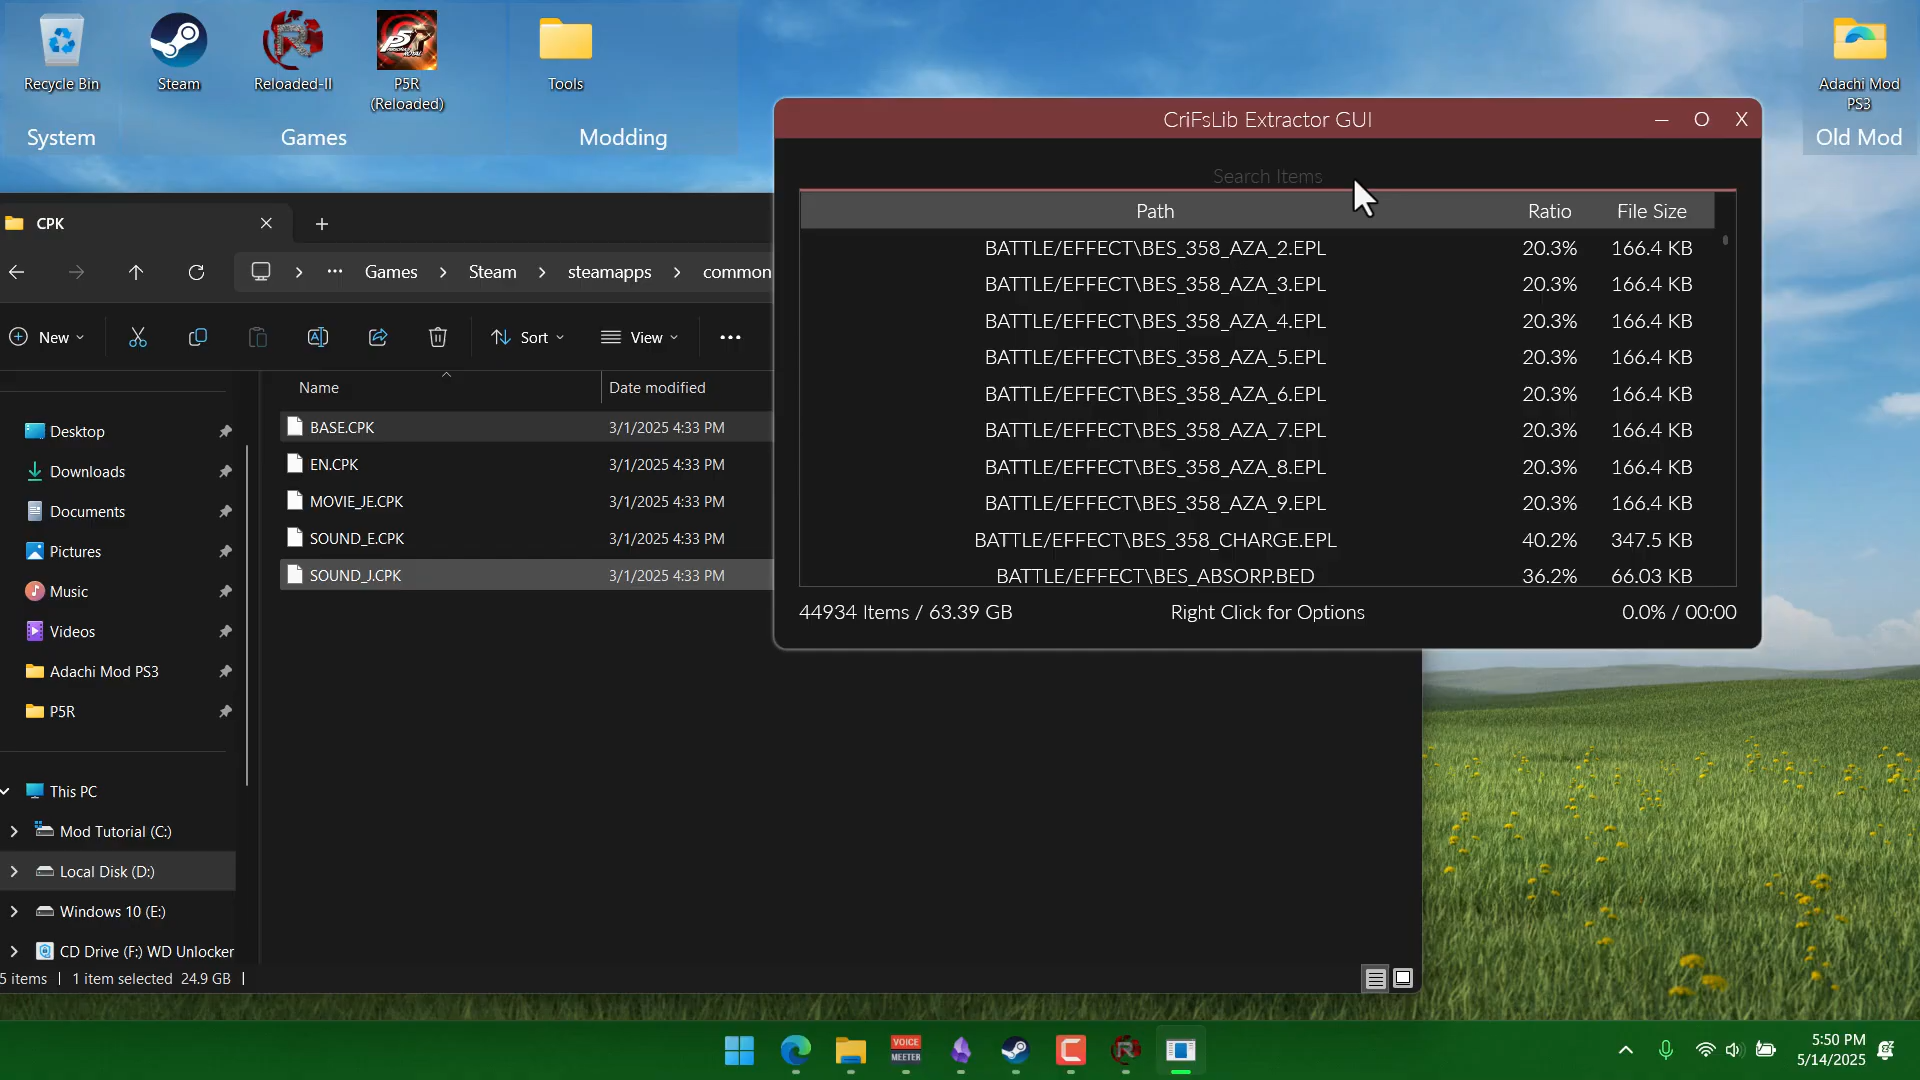 Recycle Bin
Steam
Reloaded-II
P5R
(Reloaded)
Tools
Adachi Mod
PS3
System
Games
Modding
Old Mod
CriFsLib Extractor GUI
O
X
Search Items
Path
Ratio
File Size
BATTLE/EFFECT\BES_358_AZA_2.EPL 20.3% 166.4 KB
BATTLE/EFFECT\BES_358_AZA_3.EPL 20.3% 166.4 KB
BATTLE/EFFECT\BES_358_AZA_4.EPL 20.3% 166.4 KB
BATTLE/EFFECT\BES_358_AZA_5.EPL 20.3% 166.4 KB
BATTLE/EFFECT\BES_358_AZA_6.EPL 20.3% 166.4 KB
BATTLE/EFFECT\BES_358_AZA_7.EPL 20.3% 166.4 KB
BATTLE/EFFECT\BES_358_AZA_8.EPL 20.3% 166.4 KB
BATTLE/EFFECT\BES_358_AZA_9.EPL 20.3% 166.4 KB
BATTLE/EFFECT\BES_358_CHARGE.EPL 40.2% 347.5 KB
BATTLE/EFFECT\BES_ABSORP.BED 36.2% 66.03 KB
44934 Items / 63.39 GB
Right Click for Options
0.0% / 00:00
CPK
Games
Steam
steamapps
common
New
Sort
View
Name
Date modified
BASE.CPK 3/1/2025 4:33 PM
EN.CPK 3/1/2025 4:33 PM
MOVIE_JE.CPK 3/1/2025 4:33 PM
SOUND_E.CPK 3/1/2025 4:33 PM
SOUND_J.CPK 3/1/2025 4:33 PM
Desktop
Downloads
Documents
Pictures
Music
Videos
Adachi Mod PS3
P5R
This PC
Mod Tutorial (C:)
Local Disk (D:)
Windows 10 (E:)
CD Drive (F:) WD Unlocker
5 items
1 item selected 24.9 GB
VOICE
MEETER
5:50 PM
5/14/2025